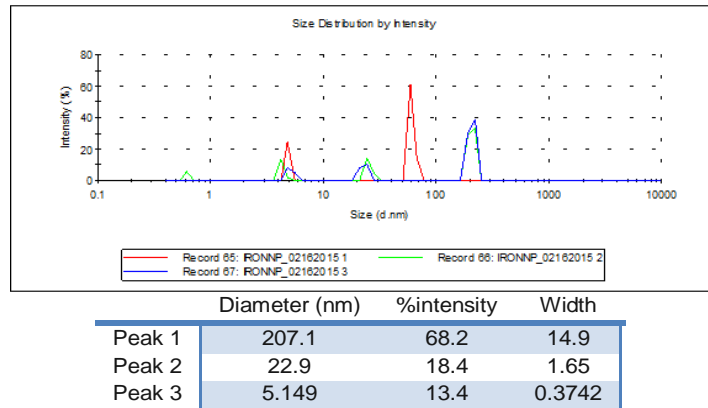 Size Distribution by Intensity
80
60
40
20
0
Intensity (%)
0.1 1 10 100 1000 10000
Size (d.nm)
Record 65: IRONNP_02162015 1 Record 66: IRONNP_02162015 2
Record 67: IRONNP_02162015 3
Diameter (nm) %intensity Width
Peak 1 207.1 68.2 14.9
Peak 2 22.9 18.4 1.65
Peak 3 5.149 13.4 0.3742